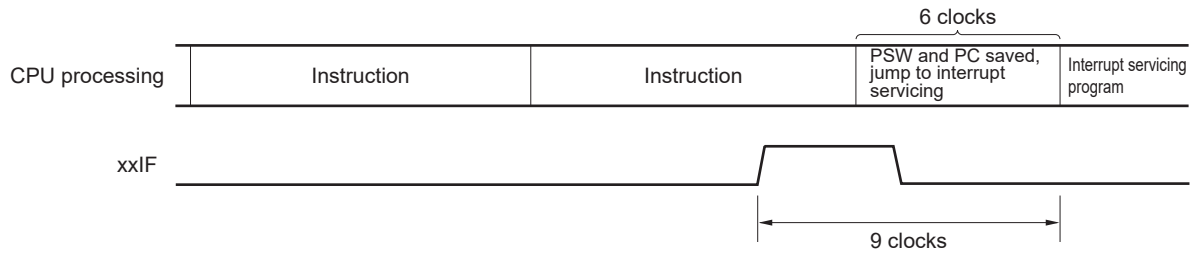 6 clocks
CPU processing
Instruction
Instruction
PSW and PC saved,
jump to interrupt
servicing
Interrupt servicing
program
xxIF
9 clocks